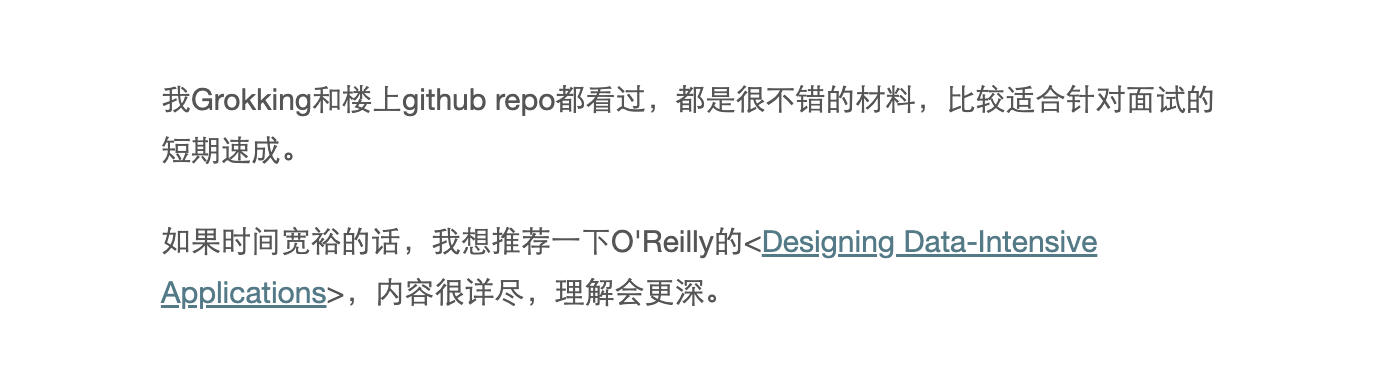 我Grokking和楼上github repo都看过，都是很不错的材料，比较适合针对面试的
短期速成。
如果时间宽裕的话，我想推荐一下O'Reilly的<Designing Data-Intensive
Applications>，内容很详尽，理解会更深。